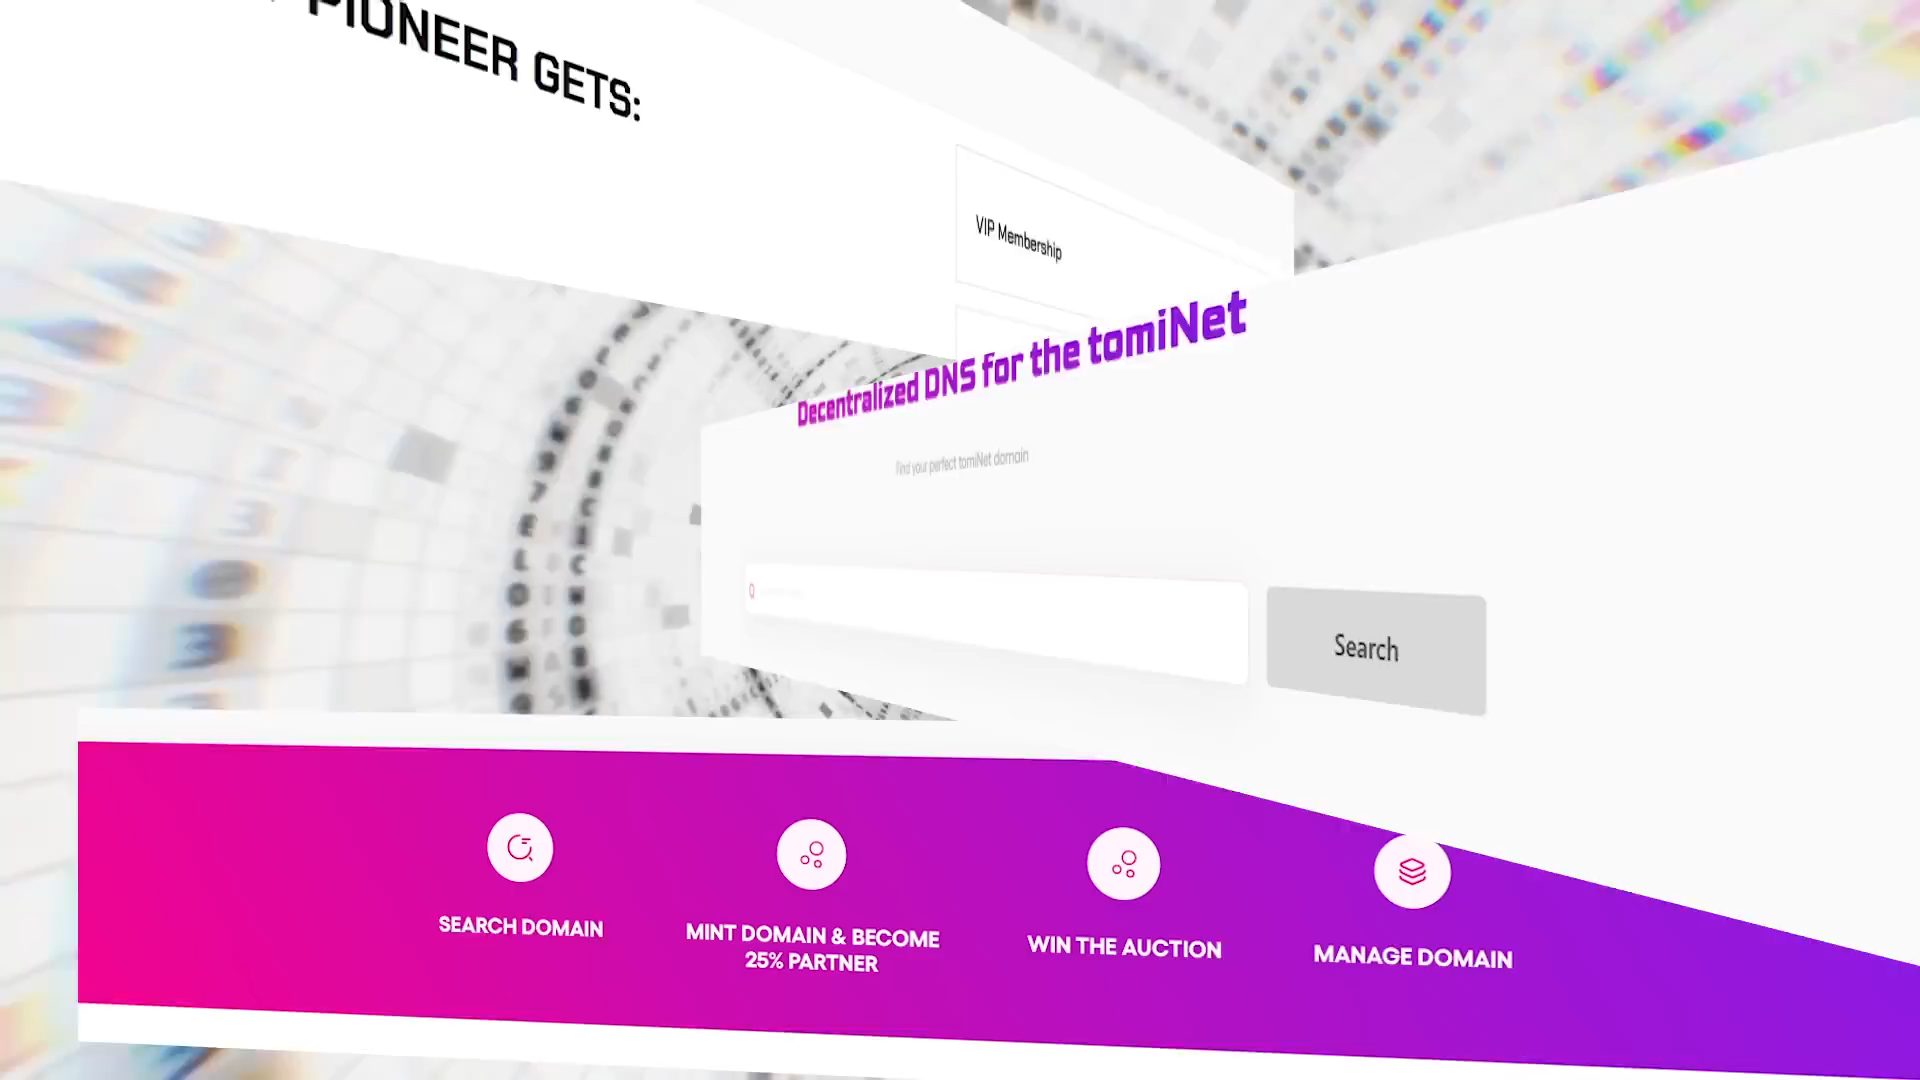 PIONEER GETS:
VIP Membership
Decentralized DNS for the tomiNet
Find your perfect tomiNet domain
Search
SEARCH DOMAIN
MINT DOMAIN & BECOME
25% PARTNER
WIN THE AUCTION
MANAGE DOMAIN